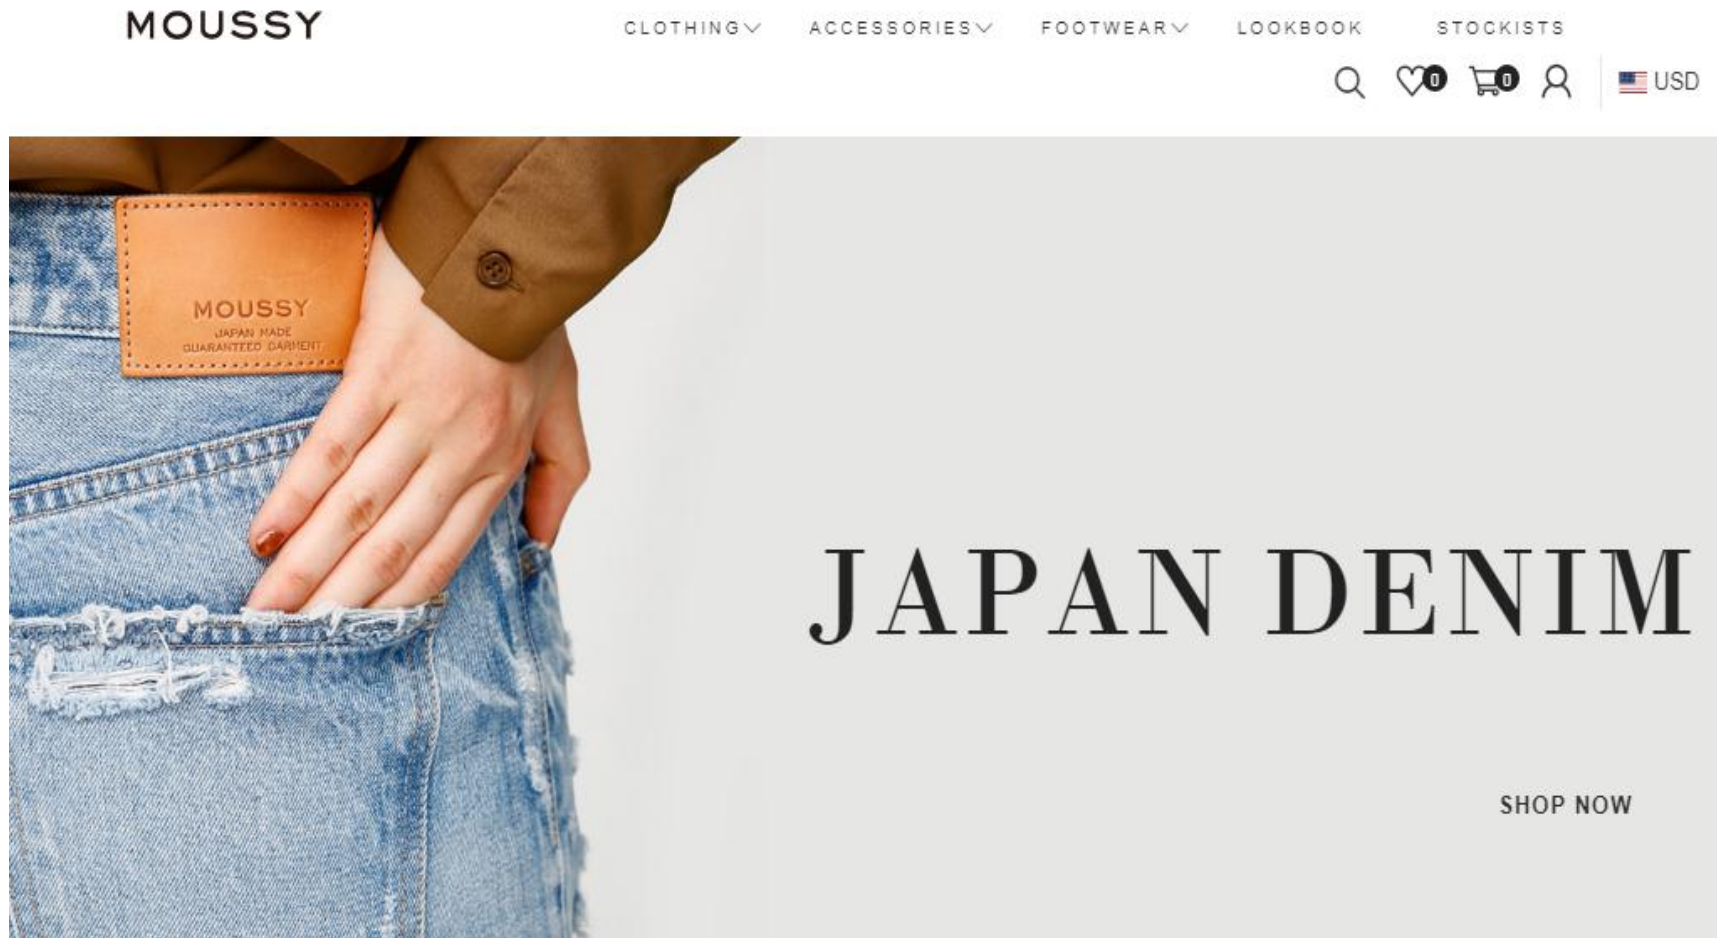 MOUSSY
CLOTHING ACCESSORIES FOOTWEAR LOOKBOOK STOCKISTS
0 0 USD
MOUSSY
JAPAN MADE
GUARANTEED GARMENT
JAPAN DENIM
SHOP NOW